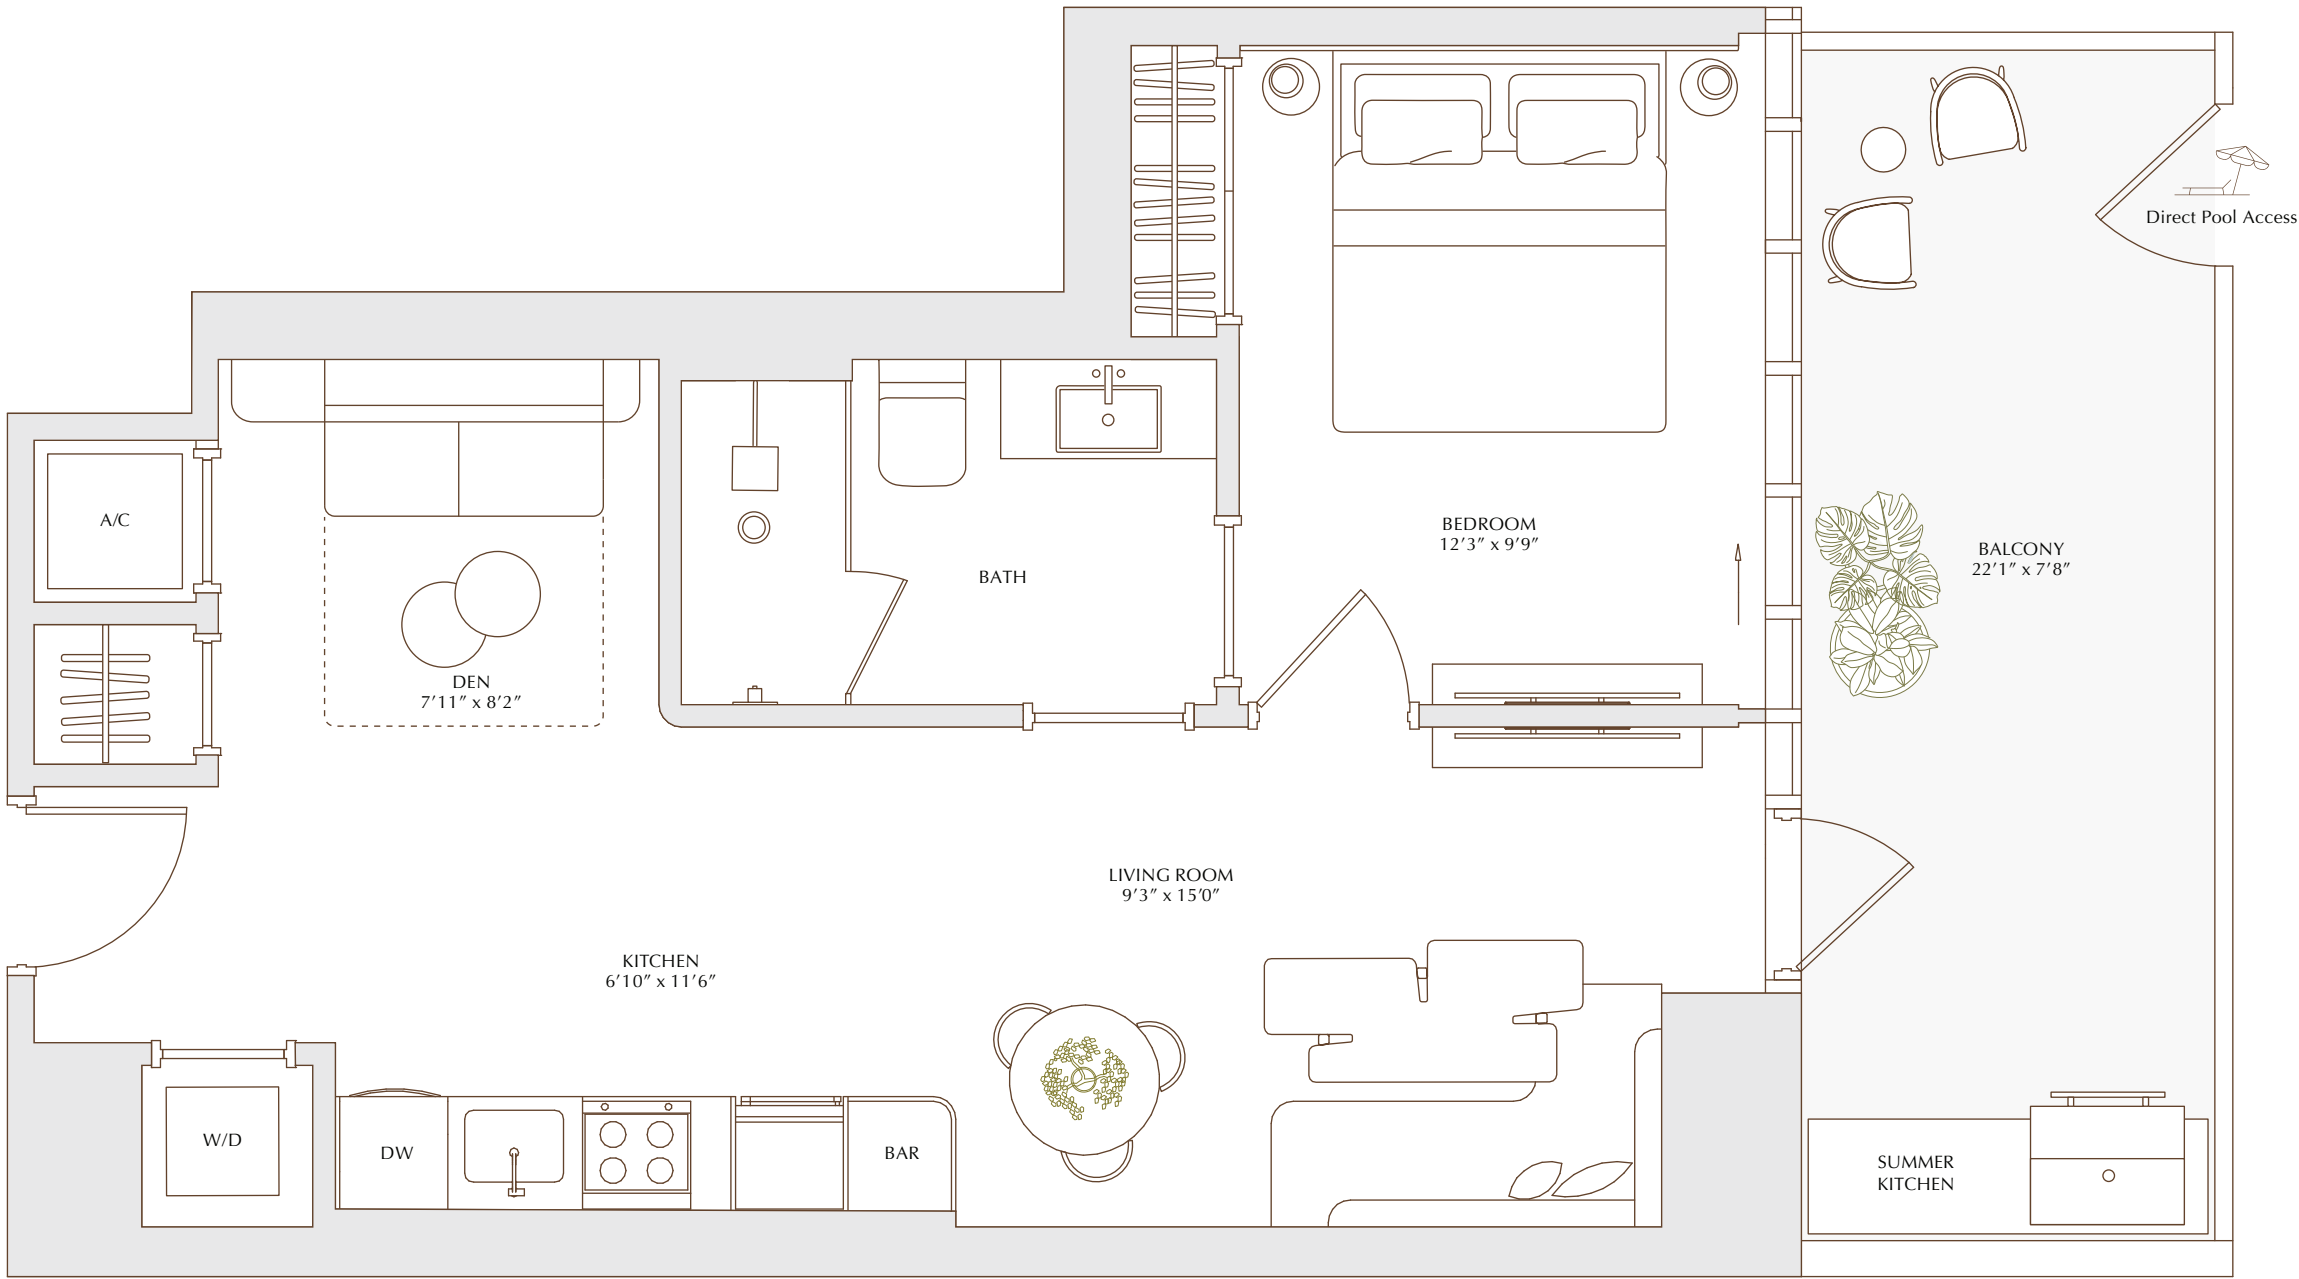 Direct Pool Access
A/C
BEDROOM
12’3” x 9’9”
BALCONY
22’1” x 7’8”
BATH
DEN
7’11” x 8’2”
LIVING ROOM
9’3” x 15’0”
KITCHEN
6’10” x 11’6”
W/D
DW
BAR
SUMMER
KITCHEN